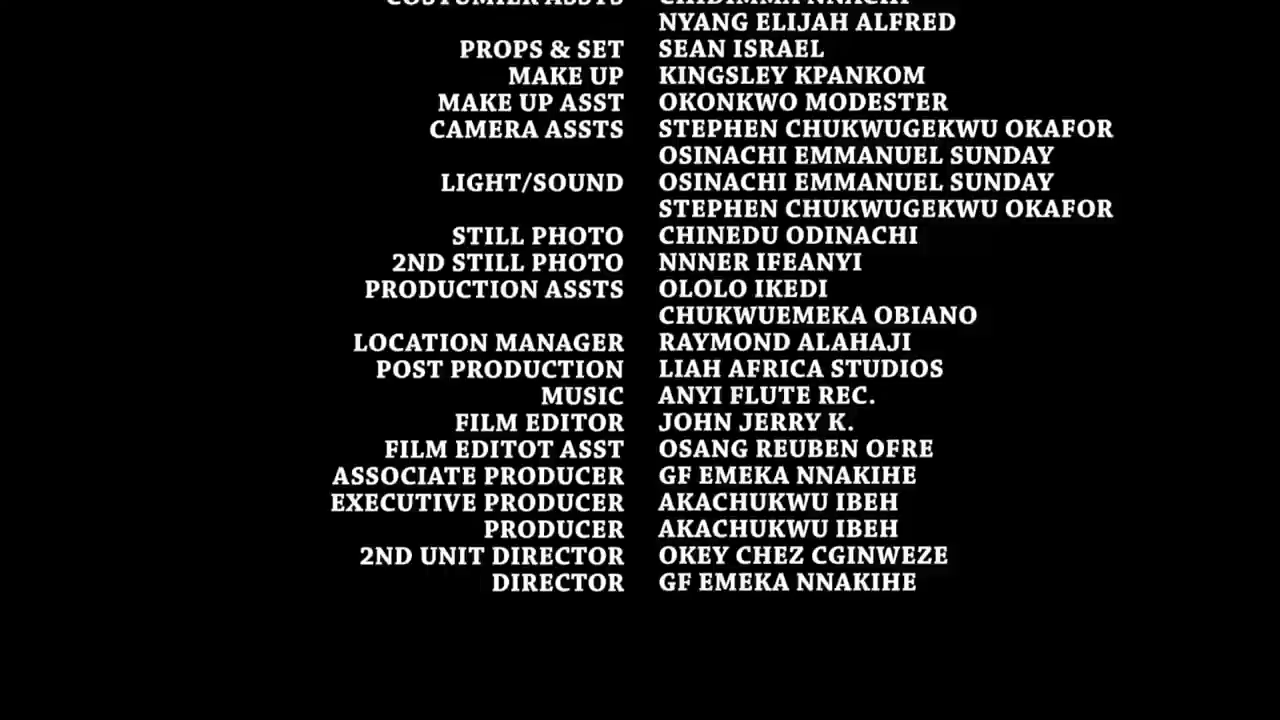 COSTUMIER ASSTS CHIDIMMA NNACHI
NYANG ELIJAH ALFRED
PROPS & SET SEAN ISRAEL
MAKE UP KINGSLEY KPANKOM
MAKE UP ASST OKONKWO MODESTER
CAMERA ASSTS STEPHEN CHUKWUGEKWU OKAFOR
OSINACHI EMMANUEL SUNDAY
LIGHT/SOUND OSINACHI EMMANUEL SUNDAY
STEPHEN CHUKWUGEKWU OKAFOR
STILL PHOTO CHINEDU ODINACHI
2ND STILL PHOTO NNNER IFEANYI
PRODUCTION ASSTS OLOLO IKEDI
CHUKWUEMEKA OBIANO
LOCATION MANAGER RAYMOND ALAHAJI
POST PRODUCTION LIAH AFRICA STUDIOS
MUSIC ANYI FLUTE REC.
FILM EDITOR JOHN JERRY K.
FILM EDITOT ASST OSANG REUBEN OFRE
ASSOCIATE PRODUCER GF EMEKA NNAKIHE
EXECUTIVE PRODUCER AKACHUKWU IBEH
PRODUCER AKACHUKWU IBEH
2ND UNIT DIRECTOR OKEY CHEZ CGINWEZE
DIRECTOR GF EMEKA NNAKIHE